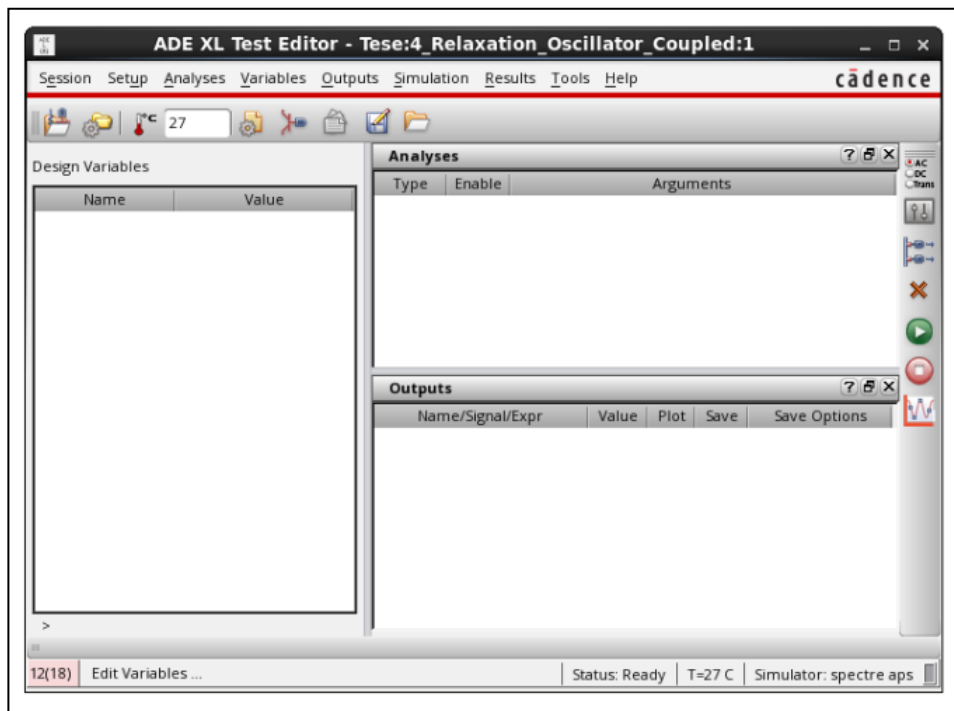 ADE XL Test Editor - Tese:4_Relaxation_Oscillator_Coupled:1
Session Setup Analyses Variables Outputs Simulation Results Tools Help
cādence
°C 27
Design Variables
Name Value
>
Analyses
Type Enable Arguments
Outputs
Name/Signal/Expr Value Plot Save Save Options
AC
DC
Trans
12(18) Edit Variables ... Status: Ready T=27 C Simulator: spectre aps